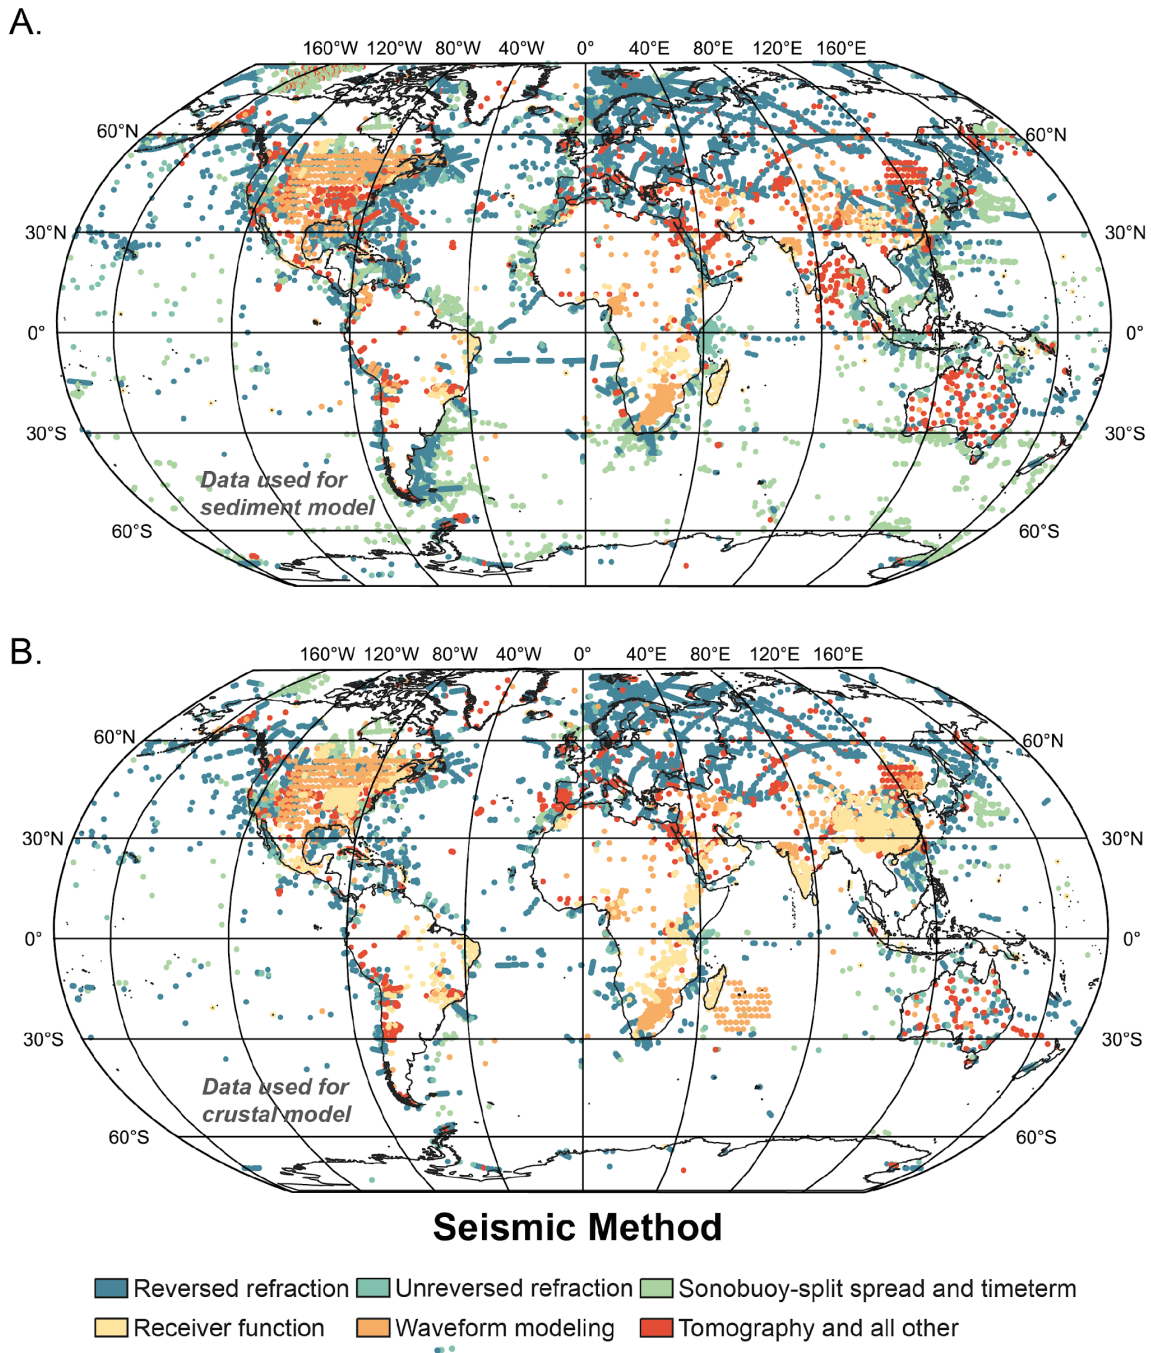 A.
160°W 120°W 80°W 40°W 0° 40°E 80°E 120°E 160°E
60°N 60°N
30°N 30°N
0° 0°
30°S 30°S
Data used for
sediment model
60°S 60°S
B.
160°W 120°W 80°W 40°W 0° 40°E 80°E 120°E 160°E
60°N 60°N
30°N 30°N
0° 0°
30°S 30°S
Data used for
crustal model
60°S 60°S
Seismic Method
Reversed refraction Unreversed refraction Sonobuoy-split spread and timeterm
Receiver function Waveform modeling Tomography and all other